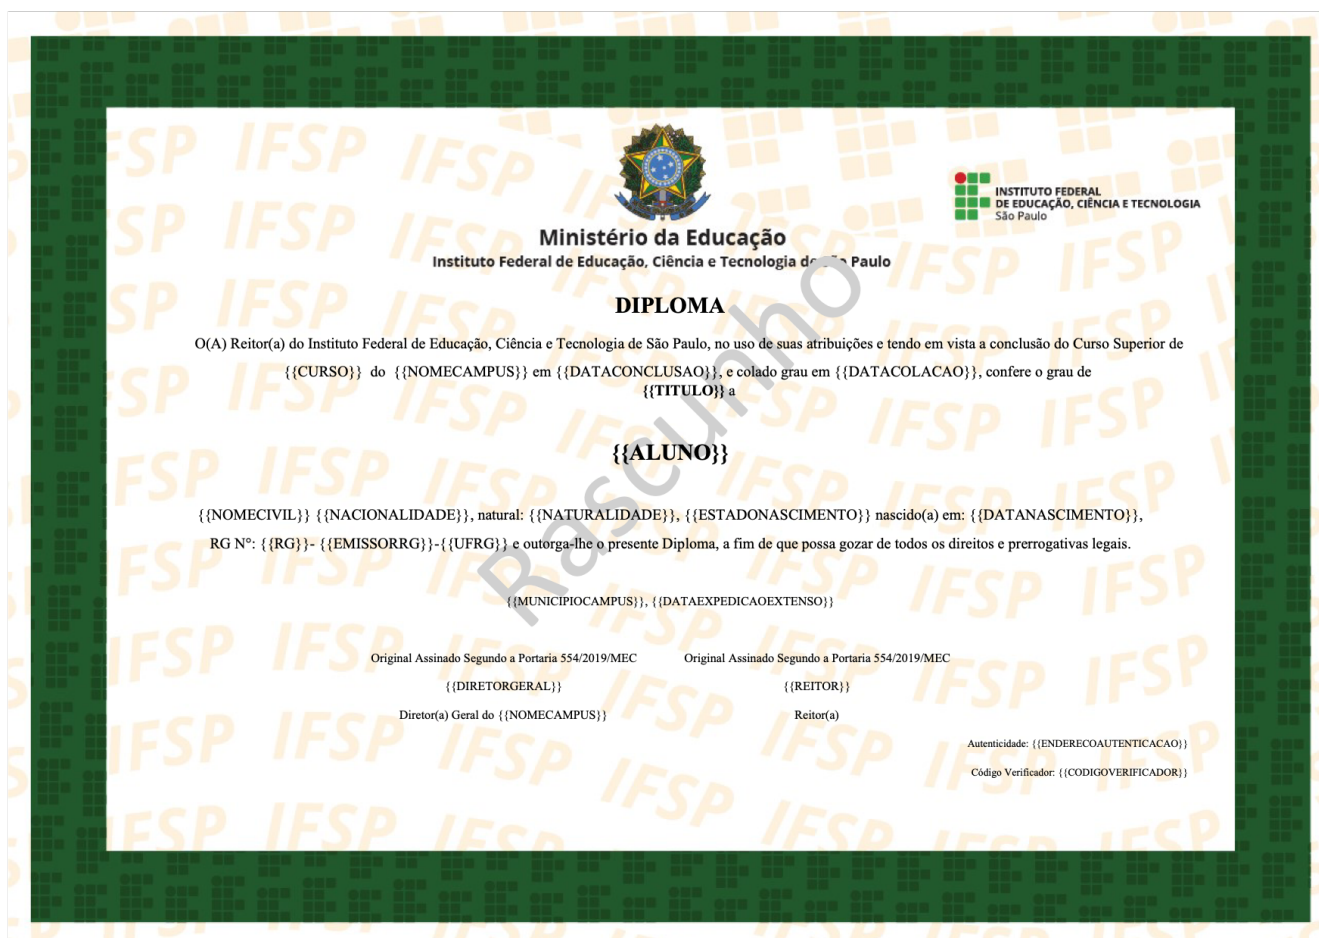 INSTITUTO FEDERAL
DE EDUCAÇÃO, CIÊNCIA E TECNOLOGIA
São Paulo
Ministério da Educação
Instituto Federal de Educação, Ciência e Tecnologia de São Paulo
DIPLOMA
O(A) Reitor(a) do Instituto Federal de Educação, Ciência e Tecnologia de São Paulo, no uso de suas atribuições e tendo em vista a conclusão do Curso Superior de
{{CURSO}} do {{NOMECAMPUS}} em {{DATACONCLUSAO}}, e colado grau em {{DATACOLACAO}}, confere o grau de
{{TITULO}} a
{{ALUNO}}
{{NOMECIVIL}} {{NACIONALIDADE}}, natural: {{NATURALIDADE}}, {{ESTADONASCIMENTO}} nascido(a) em: {{DATANASCIMENTO}},
RG Nº: {{RG}}- {{EMISSORRG}}-{{UFRG}} e outorga-lhe o presente Diploma, a fim de que possa gozar de todos os direitos e prerrogativas legais.
{{MUNICIPIOCAMPUS}}, {{DATAEXPEDICAOEXTENSO}}
Original Assinado Segundo a Portaria 554/2019/MEC
{{DIRETORGERAL}}
Diretor(a) Geral do {{NOMECAMPUS}}
Original Assinado Segundo a Portaria 554/2019/MEC
{{REITOR}}
Reitor(a)
Autenticidade: {{ENDERECOAUTENTICACAO}}
Código Verificador: {{CODIGOVERIFICADOR}}
Rascunho
IFSP